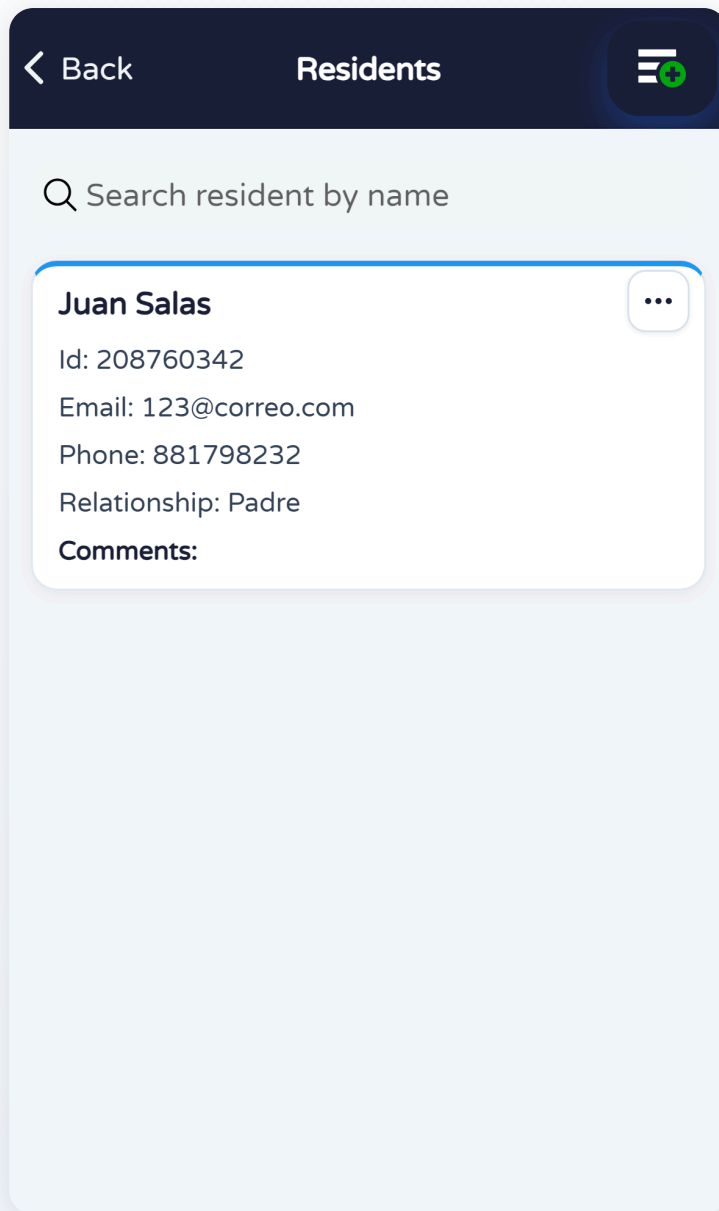 Back
Residents
Search resident by name
Juan Salas
Id: 208760342
Email: 123@correo.com
Phone: 881798232
Relationship: Padre
Comments: